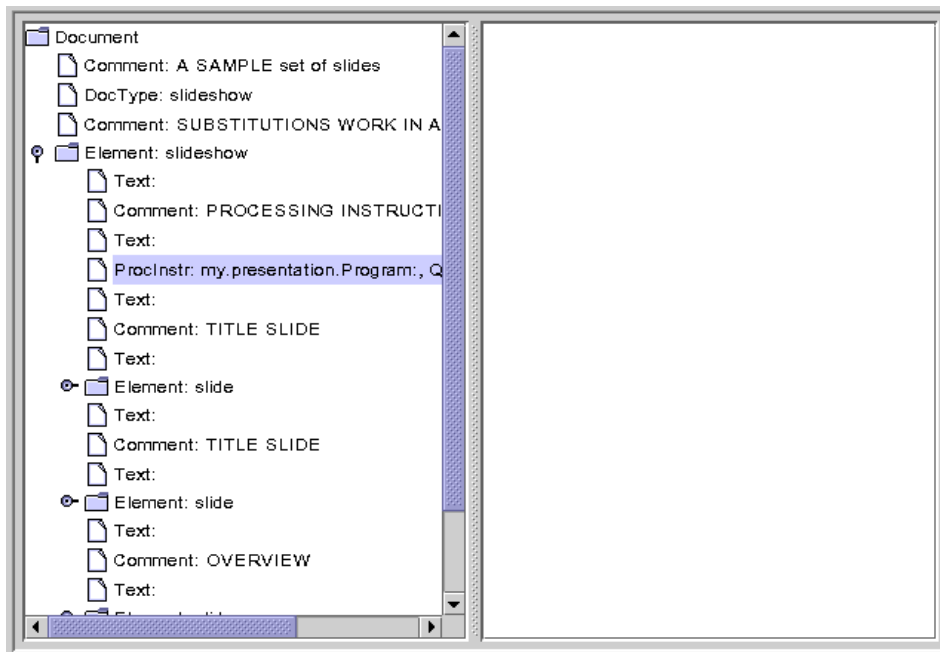 Document
Comment: A SAMPLE set of slides
DocType: slideshow
Comment: SUBSTITUTIONS WORK IN A
Element: slideshow
Text:
Comment: PROCESSING INSTRUCTI
Text:
ProcInstr: my.presentation.Program:, Q
Text:
Comment: TITLE SLIDE
Text:
Element: slide
Text:
Comment: TITLE SLIDE
Text:
Element: slide
Text:
Comment: OVERVIEW
Text: